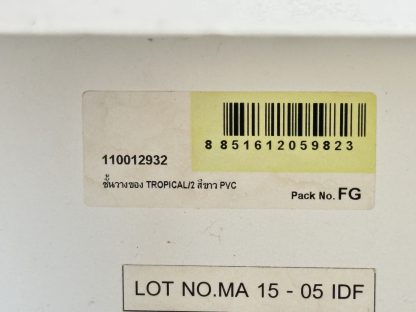 8 851612 059823
110012932
ชั้นวางของ TROPICAL/2 สีขาว PVC
Pack No. FG
LOT NO.MA 15 - 05 IDF